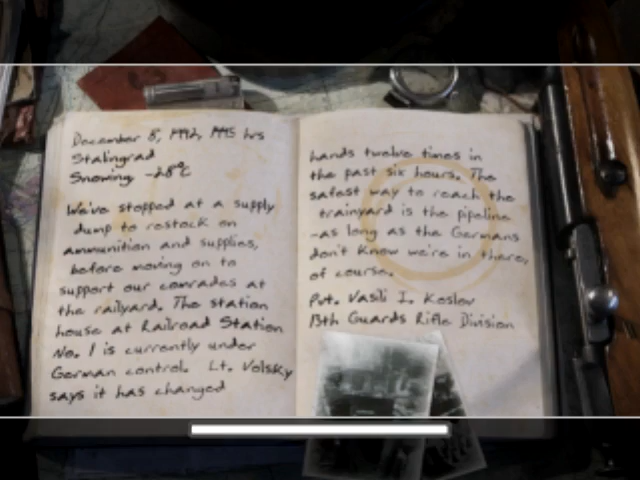 December 8, 1942, 1115 hrs
Stalingrad
Snowing, -28°C
We've stopped at a supply
dump to restock on
ammunition and supplies,
before moving on to
support our comrades at
the railyard. The station
house at Railroad Station
No. 1 is currently under
German control. Lt. Volsky
says it has changed
hands twelve times in
the past six hours. The
safest way to reach the
trainyard is the pipeline
-as long as the Germans
don't know we're in there,
of course.
Pvt. Vasili I. Koslov
13th Guards Rifle Division